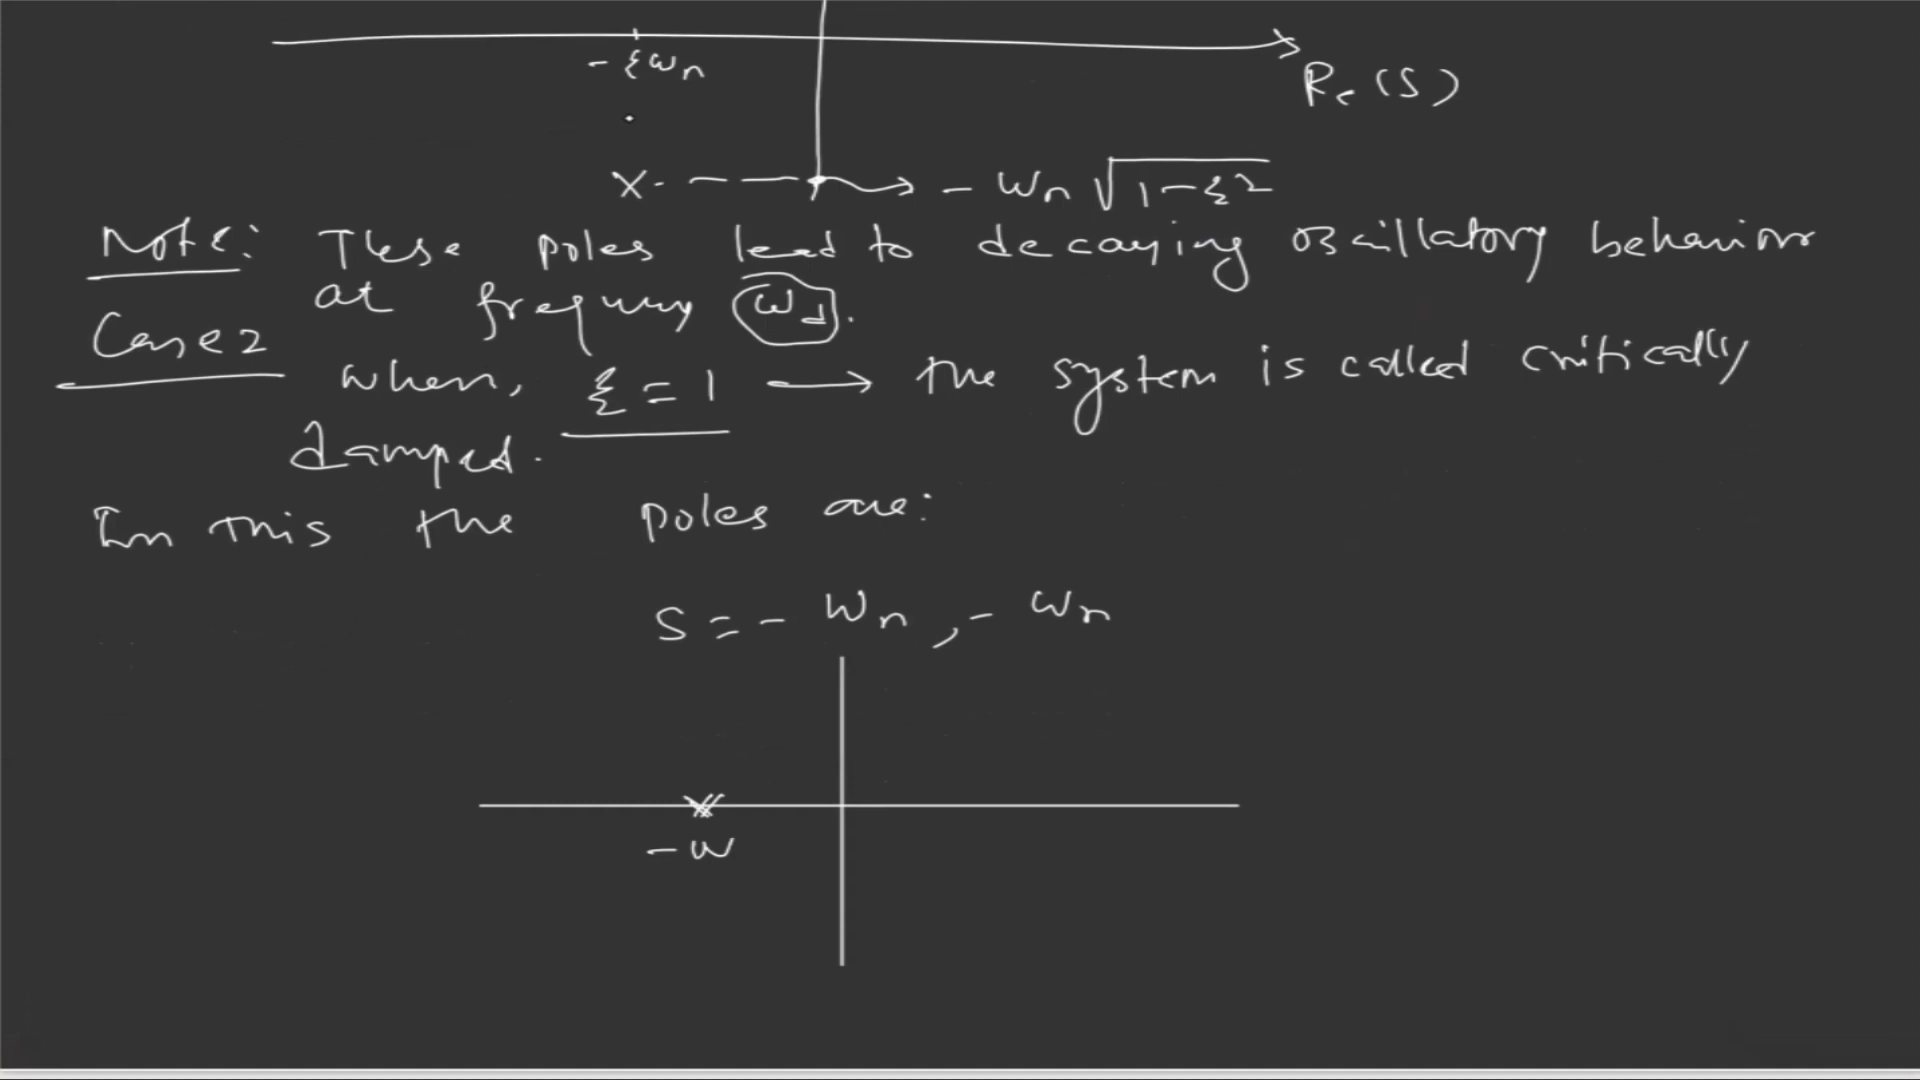 -ξωn
Re(s)
x - - - → - ωn √1-ξ²
Note: These poles lead to decaying oscillatory behavior
at frequency ωd.
Case 2
when, ξ = 1 → the system is called critically
damped.
In this the poles are:
s = - ωn, - ωn
-ω